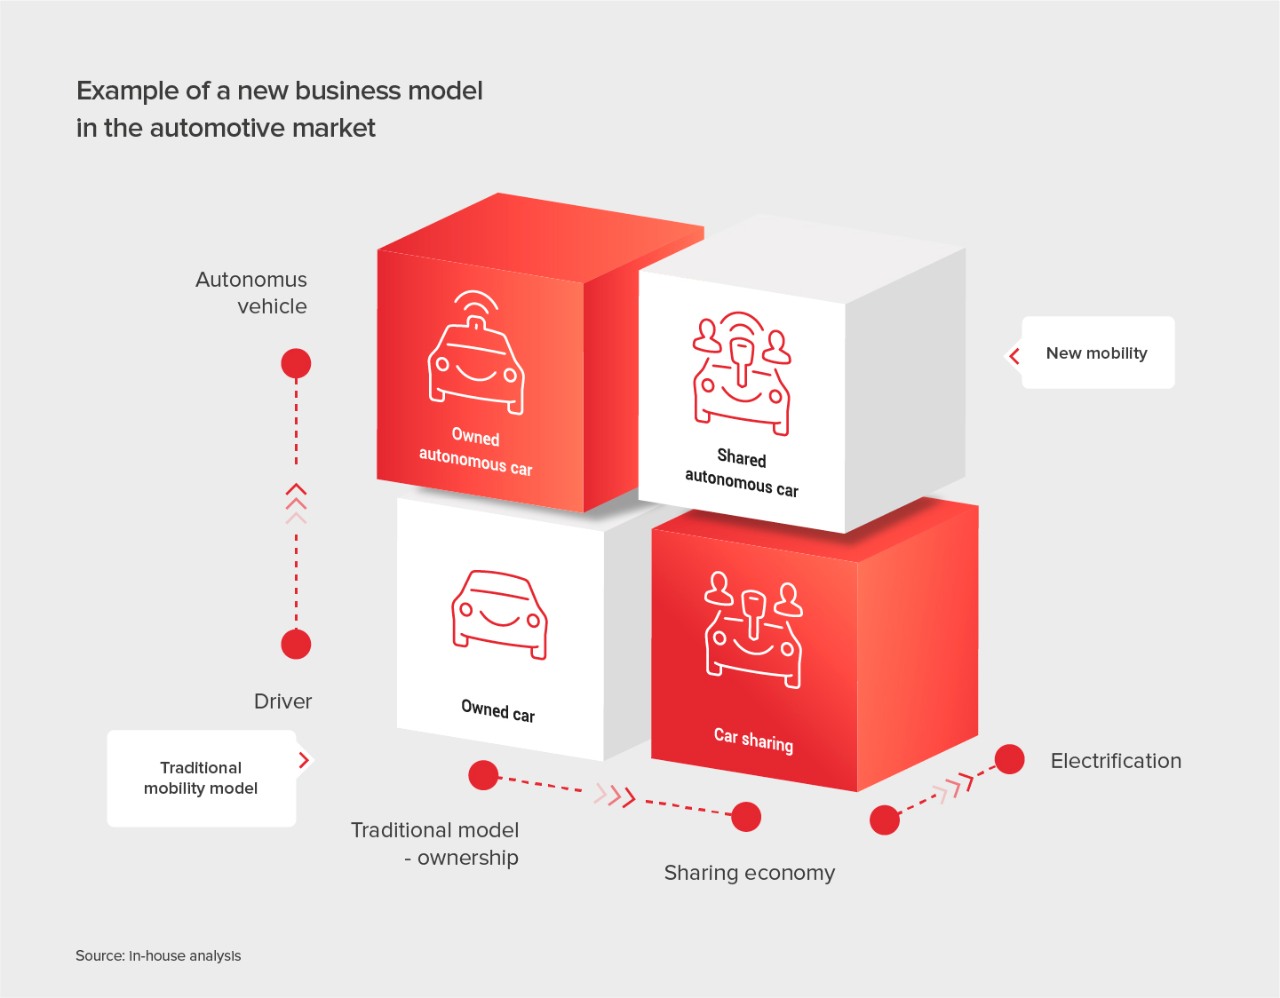 Example of a new business model
in the automotive market
Autonomus
vehicle
Owned
autonomous car
Shared
autonomous car
New mobility
Driver
Owned car
Car sharing
Traditional
mobility model
Electrification
Traditional model
- ownership
Sharing economy
Source: in-house analysis